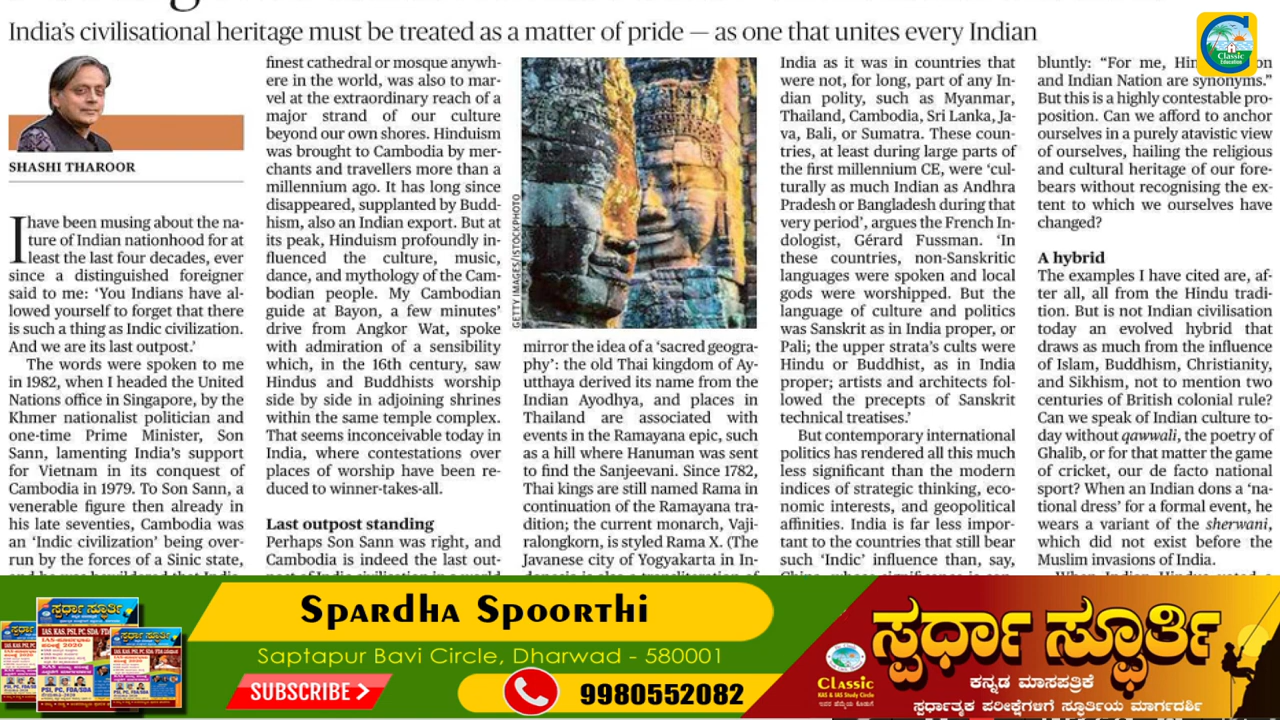 India's civilisational heritage must be treated as a matter of pride — as one that unites every Indian
SHASHI THAROOR
I have been musing about the na-
ture of Indian nationhood for at
least the last four decades, ever
since a distinguished foreigner
said to me: ‘You Indians have al-
lowed yourself to forget that there
is such a thing as Indic civilization.
And we are its last outpost.’
The words were spoken to me
in 1982, when I headed the United
Nations office in Singapore, by the
Khmer nationalist politician and
one-time Prime Minister, Son
Sann, lamenting India’s support
for Vietnam in its conquest of
Cambodia in 1979. To Son Sann, a
venerable figure then already in
his late seventies, Cambodia was
an ‘Indic civilization’ being over-
run by the forces of a Sinic state,
finest cathedral or mosque anywh-
ere in the world, was also to mar-
vel at the extraordinary reach of a
major strand of our culture
beyond our own shores. Hinduism
was brought to Cambodia by mer-
chants and travellers more than a
millennium ago. It has long since
disappeared, supplanted by Budd-
hism, also an Indian export. But at
its peak, Hinduism profoundly in-
fluenced the culture, music,
dance, and mythology of the Cam-
bodian people. My Cambodian
guide at Bayon, a few minutes’
drive from Angkor Wat, spoke
with admiration of a sensibility
which, in the 16th century, saw
Hindus and Buddhists worship
side by side in adjoining shrines
within the same temple complex.
That seems inconceivable today in
India, where contestations over
places of worship have been re-
duced to winner-takes-all.
Last outpost standing
Perhaps Son Sann was right, and
Cambodia is indeed the last out-
GETTY IMAGES/ISTOCKPHOTO
mirror the idea of a ‘sacred geogra-
phy’: the old Thai kingdom of Ay-
utthaya derived its name from the
Indian Ayodhya, and places in
Thailand are associated with
events in the Ramayana epic, such
as a hill where Hanuman was sent
to find the Sanjeevani. Since 1782,
Thai kings are still named Rama in
continuation of the Ramayana tra-
dition; the current monarch, Vaji-
ralongkorn, is styled Rama X. (The
Javanese city of Yogyakarta in In-
India as it was in countries that
were not, for long, part of any In-
dian polity, such as Myanmar,
Thailand, Cambodia, Sri Lanka, Ja-
va, Bali, or Sumatra. These coun-
tries, at least during large parts of
the first millennium CE, were ‘cul-
turally as much Indian as Andhra
Pradesh or Bangladesh during that
very period’, argues the French In-
dologist, Gérard Fussman. ‘In
these countries, non-Sanskritic
languages were spoken and local
gods were worshipped. But the
language of culture and politics
was Sanskrit as in India proper, or
Pali; the upper strata’s cults were
Hindu or Buddhist, as in India
proper; artists and architects fol-
lowed the precepts of Sanskrit
technical treatises.’
But contemporary international
politics has rendered all this much
less significant than the modern
indices of strategic thinking, eco-
nomic interests, and geopolitical
affinities. India is far less impor-
tant to the countries that still bear
such ‘Indic’ influence than, say,
bluntly: “For me,
and Indian Nation are synonyms.”
But this is a highly contestable pro-
position. Can we afford to anchor
ourselves in a purely atavistic view
of ourselves, hailing the religious
and cultural heritage of our fore-
bears without recognising the ex-
tent to which we ourselves have
changed?
A hybrid
The examples I have cited are, af-
ter all, all from the Hindu tradi-
tion. But is not Indian civilisation
today an evolved hybrid that
draws as much from the influence
of Islam, Buddhism, Christianity,
and Sikhism, not to mention two
centuries of British colonial rule?
Can we speak of Indian culture to-
day without qawwali, the poetry of
Ghalib, or for that matter the game
of cricket, our de facto national
sport? When an Indian dons a ‘na-
tional dress’ for a formal event, he
wears a variant of the sherwani,
which did not exist before the
Muslim invasions of India.
Classic
Education
Spardha Spoorthi
Saptapur Bavi Circle, Dharwad - 580001
SUBSCRIBE
9980552082
ಸ್ಪರ್ಧಾ ಸ್ಫೂರ್ತಿ
ಕನ್ನಡ ಮಾಸಪತ್ರಿಕೆ
ಸ್ಪರ್ಧಾತ್ಮಕ ಪರೀಕ್ಷೆಗಳಿಗೆ ಸ್ಫೂರ್ತಿಯ ಮಾರ್ಗದರ್ಶಿ
Classic
KAS & IAS Study Circle